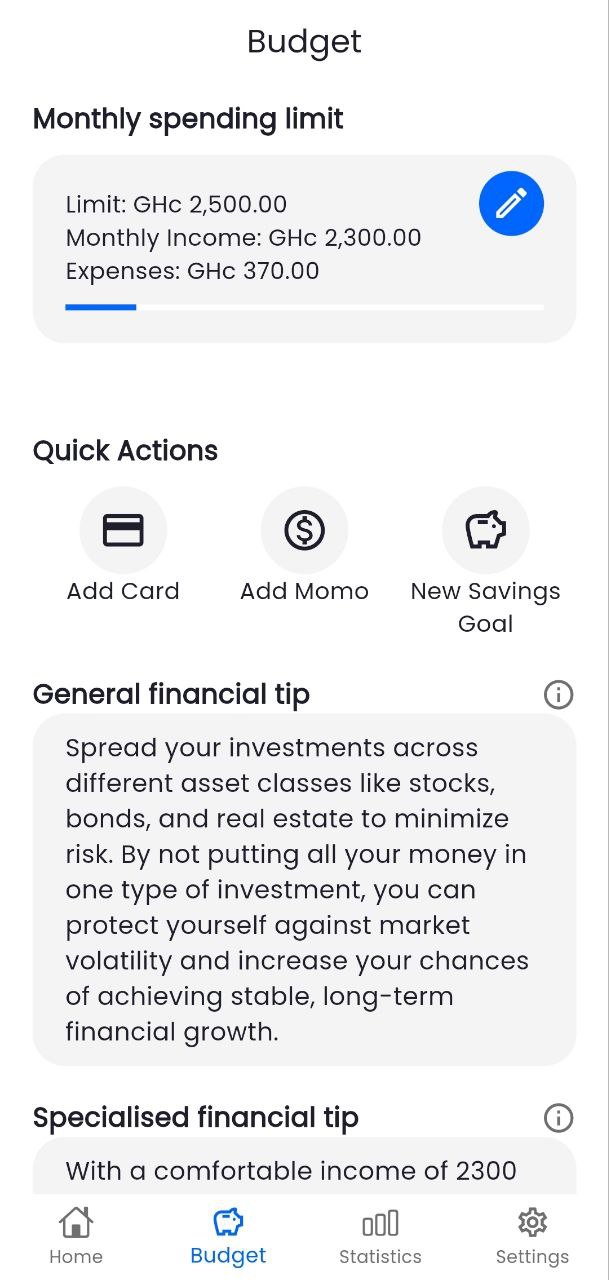 Budget
Monthly spending limit
Limit: GHc 2,500.00
Monthly Income: GHc 2,300.00
Expenses: GHc 370.00
Quick Actions
Add Card
Add Momo
New Savings
Goal
General financial tip
Spread your investments across
different asset classes like stocks,
bonds, and real estate to minimize
risk. By not putting all your money in
one type of investment, you can
protect yourself against market
volatility and increase your chances
of achieving stable, long-term
financial growth.
Specialised financial tip
With a comfortable income of 2300
Home
Budget
Statistics
Settings